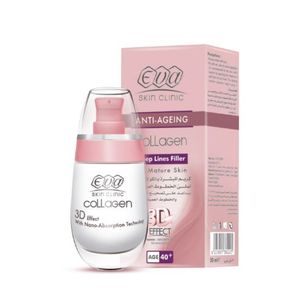 Eva
SKIN CLINIC
collagen
3D Effect
With Nano-Absorption Technology
Eva
SKIN CLINIC
ANTI-AGEING
collagen
ep Lines Filler
Mature Skin
3D
EFFECT
AGE 40+